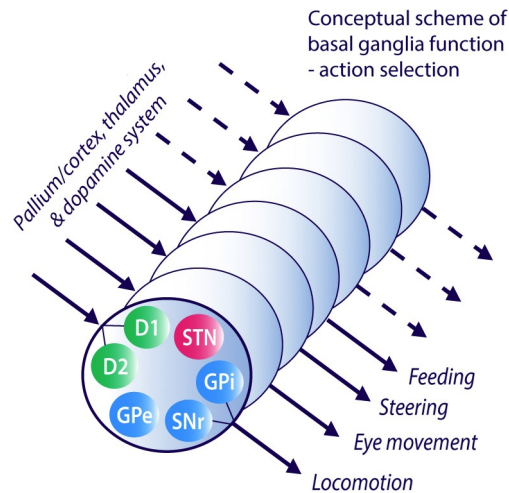 Conceptual scheme of
basal ganglia function
- action selection
Pallium/cortex, thalamus,
& dopamine system
D1
STN
D2
GPi
GPe
SNr
Feeding
Steering
Eye movement
Locomotion